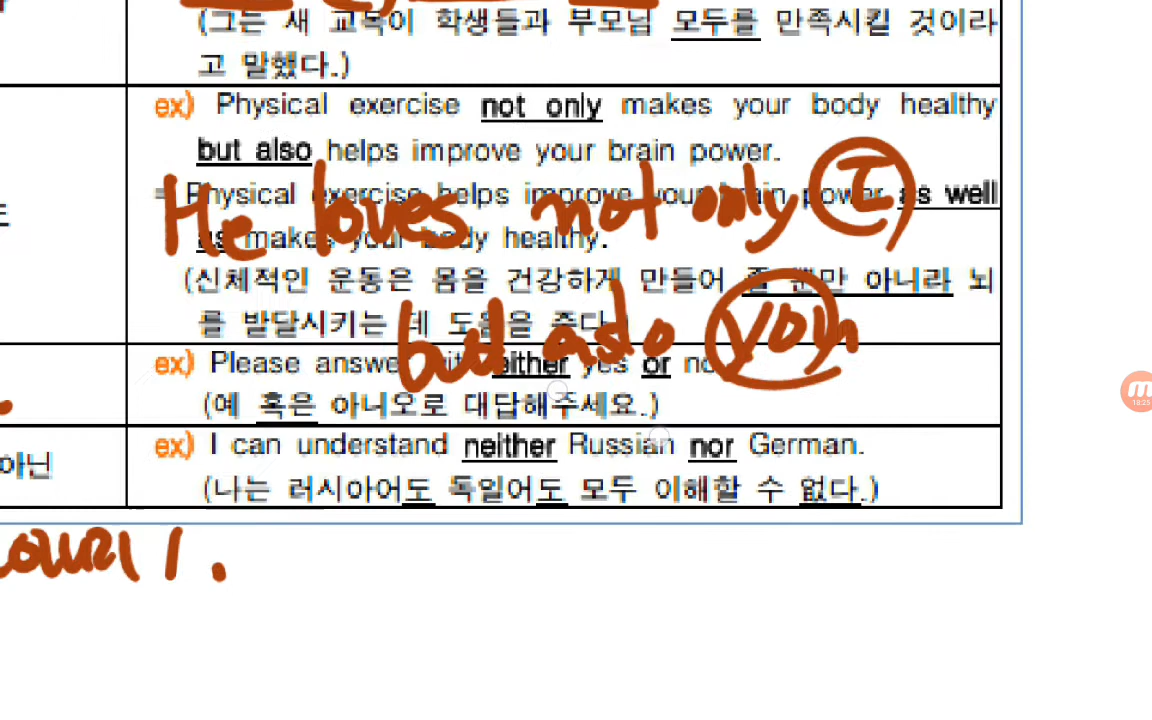 (그는 새 교복이 학생들과 부모님 모두를 만족시킬 것이라
고 말했다.)
ex) Physical exercise not only makes your body healthy
but also helps improve your brain power.
= Physical exercise helps improve your brain power as well
as makes your body healthy.
He loves not only I
(신체적인 운동은 몸을 건강하게 만들어 줄 뿐만 아니라 뇌
를 발달시키는 데 도움을 준다.)
but also you
ex) Please answer with either yes or no.
(예 혹은 아니오로 대답해주세요.)
아닌
ex) I can understand neither Russian nor German.
(나는 러시아어도 독일어도 모두 이해할 수 없다.)
18:25